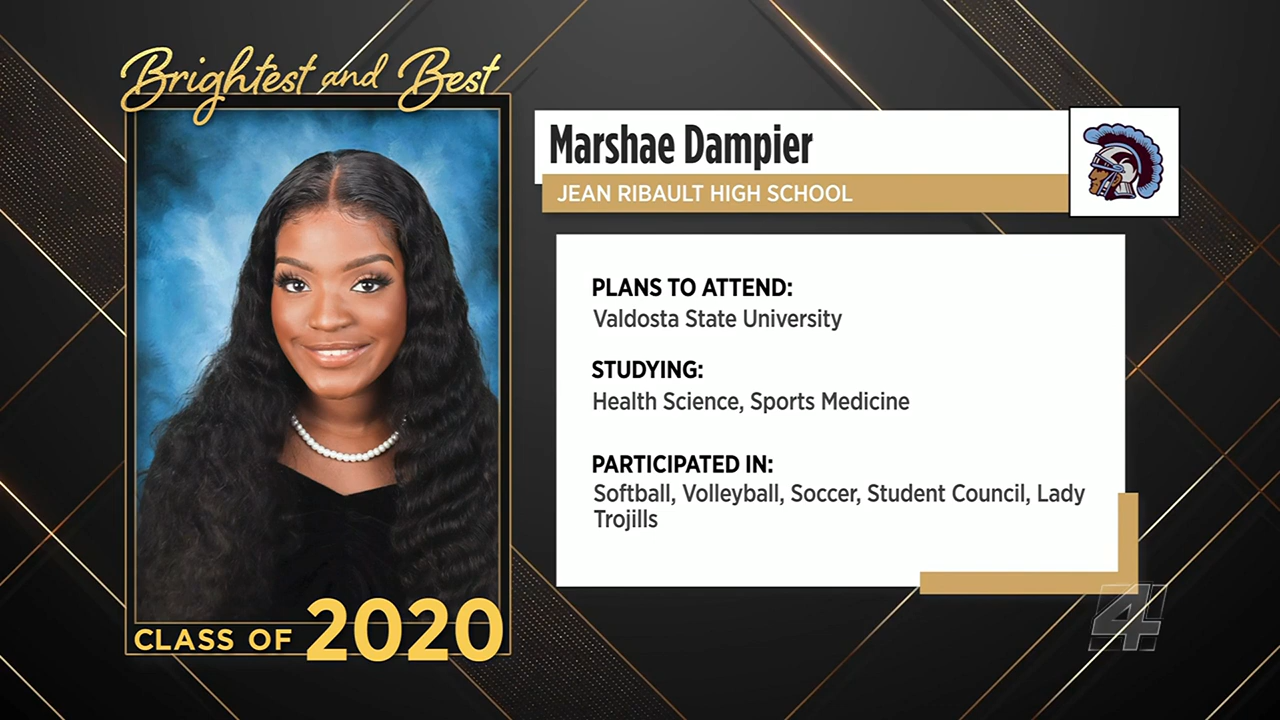 Brightest and Best
Marshae Dampier
JEAN RIBAULT HIGH SCHOOL
PLANS TO ATTEND:
Valdosta State University
STUDYING:
Health Science, Sports Medicine
PARTICIPATED IN:
Softball, Volleyball, Soccer, Student Council, Lady
Trojills
CLASS OF 2020
4